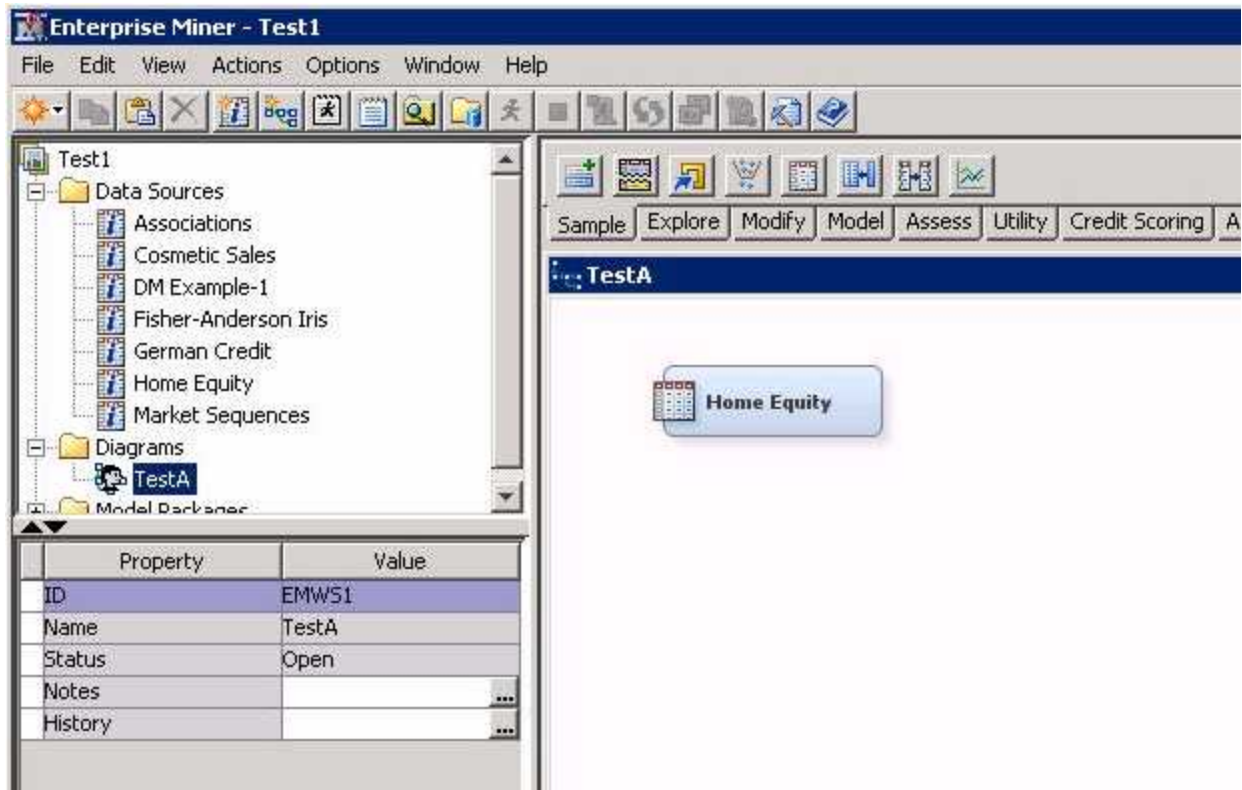 Enterprise Miner - Test1
File Edit View Actions Options Window Help
Test1
Data Sources
Associations
Cosmetic Sales
DM Example-1
Fisher-Anderson Iris
German Credit
Home Equity
Market Sequences
Diagrams
TestA
Model Packages
Property Value
ID EMWS1
Name TestA
Status Open
Notes ...
History ...
Sample Explore Modify Model Assess Utility Credit Scoring A
TestA
Home Equity